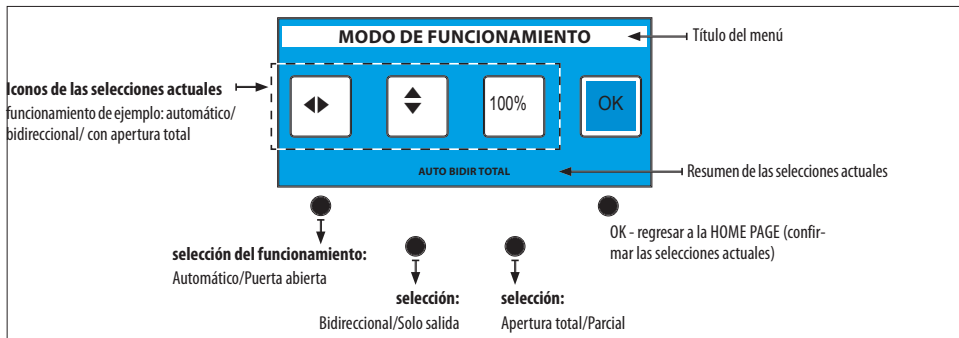 MODO DE FUNCIONAMIENTO
Título del menú
Iconos de las selecciones actuales
funcionamiento de ejemplo: automático/
bidireccional/ con apertura total
100%
OK
AUTO BIDIR TOTAL
Resumen de las selecciones actuales
OK - regresar a la HOME PAGE (confir-
mar las selecciones actuales)
selección del funcionamiento:
Automático/Puerta abierta
selección:
Bidireccional/Solo salida
selección:
Apertura total/Parcial